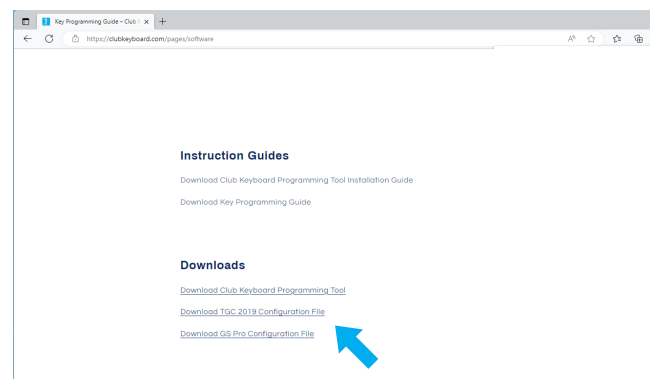 Key Programming Guide – Club
https://clubkeyboard.com/pages/software
Instruction Guides
Download Club Keyboard Programming Tool Installation Guide
Download Key Programming Guide
Downloads
Download Club Keyboard Programming Tool
Download TGC 2019 Configuration File
Download GS Pro Configuration File